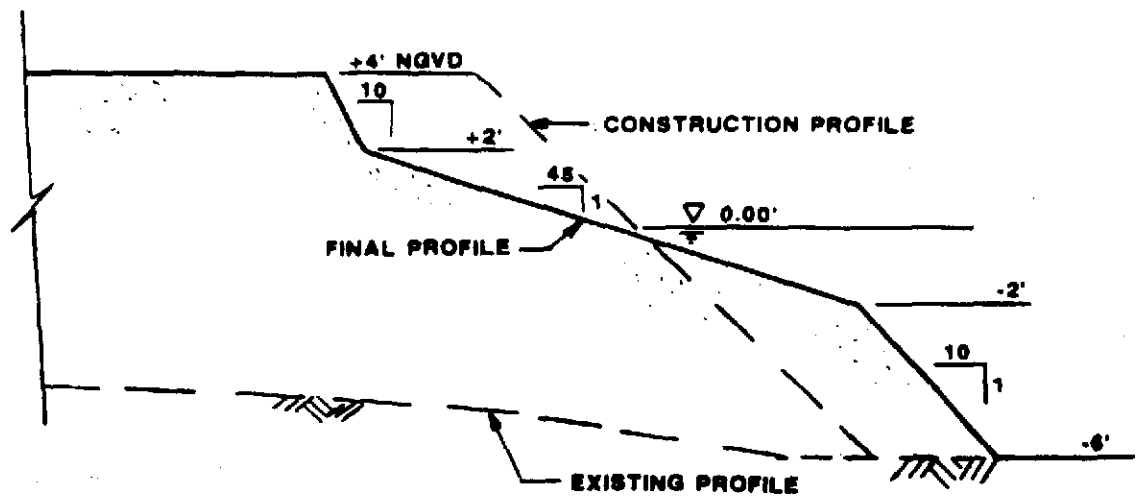 +4' NGVD
10
CONSTRUCTION PROFILE
+2'
45
1
0.00'
FINAL PROFILE
-2'
10
1
-6'
EXISTING PROFILE